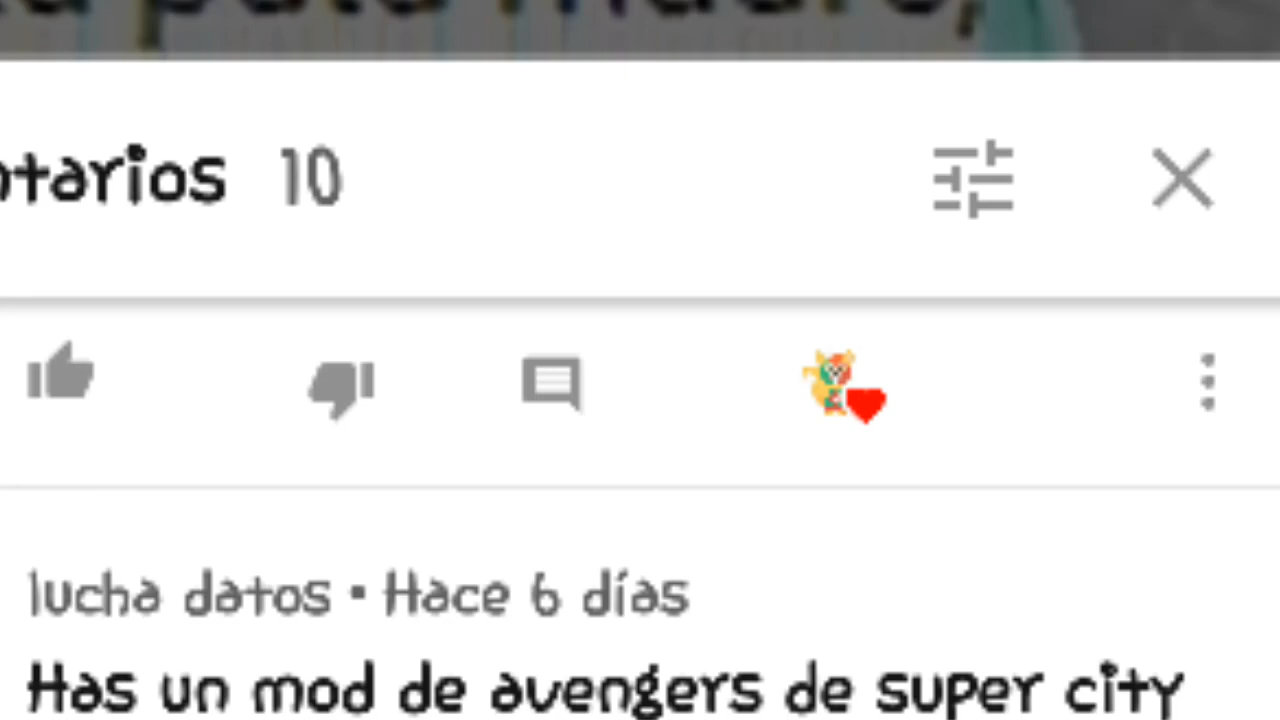 ntarios 10
lucha datos · Hace 6 días
Has un mod de avengers de super city